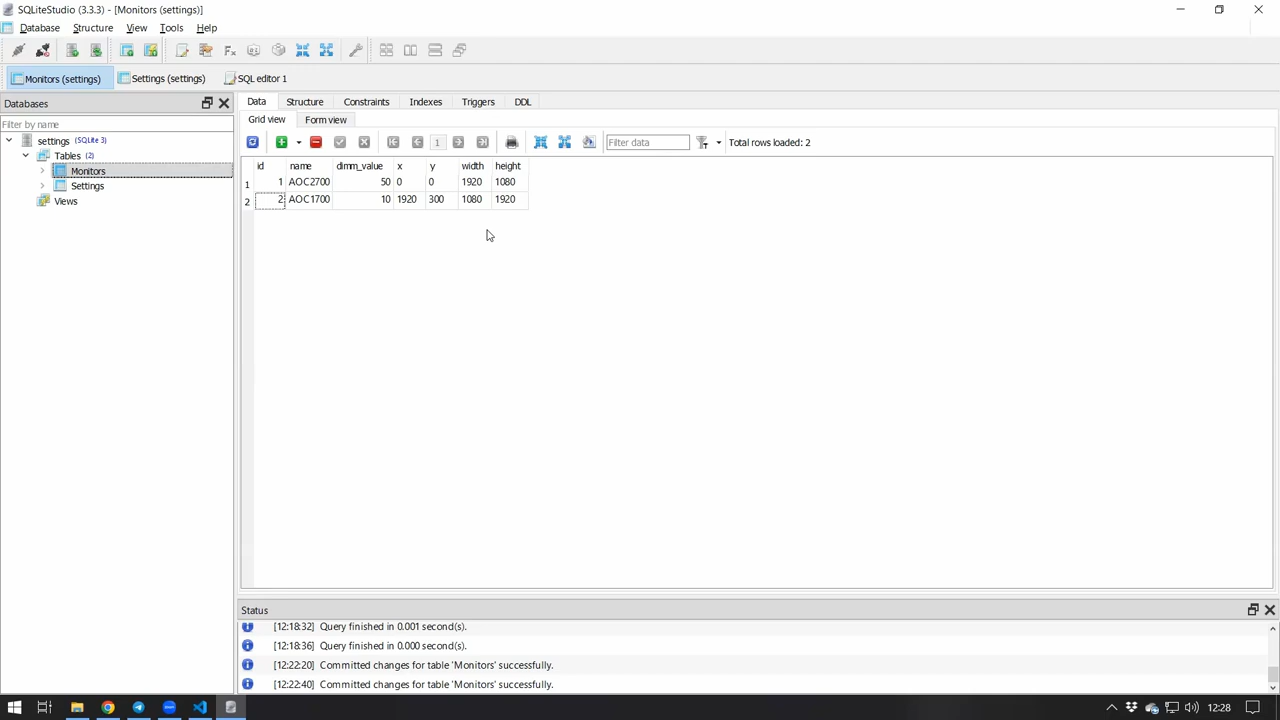 SQLiteStudio (3.3.3) - [Monitors (settings)]
Database Structure View Tools Help
Monitors (settings) Settings (settings) SQL editor 1
Databases
Filter by name
settings (SQLite 3)
Tables (2)
Monitors
Settings
Views
Data Structure Constraints Indexes Triggers DDL
Grid view Form view
1 Filter data Total rows loaded: 2
id name dimm_value x y width height
1 1 AOC2700 50 0 0 1920 1080
2 2 AOC1700 10 1920 300 1080 1920
Status
[12:18:32] Query finished in 0.001 second(s).
[12:18:36] Query finished in 0.000 second(s).
[12:22:20] Committed changes for table 'Monitors' successfully.
[12:22:40] Committed changes for table 'Monitors' successfully.
12:28